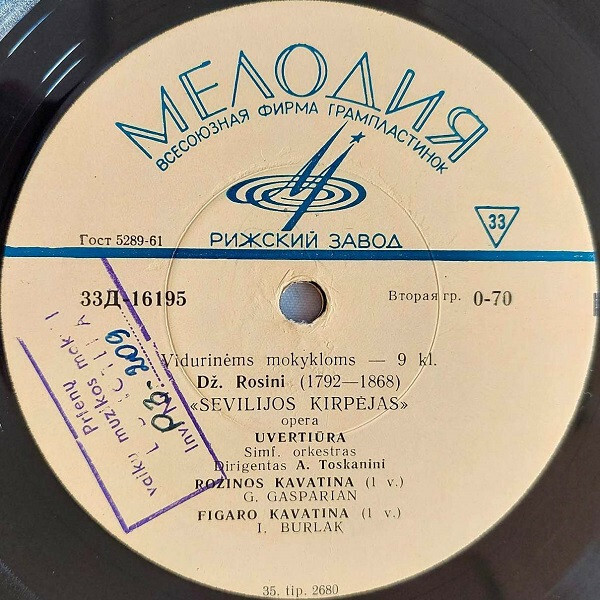 МЕЛОДИЯ
ВСЕСОЮЗНАЯ ФИРМА ГРАМПЛАСТИНОК
33
Гост 5289-61
РИЖСКИЙ ЗАВОД
33Д-16195
Вторая гр. 0-70
Vidurinėms mokykloms — 9 kl.
Dž. Rosini (1792—1868)
«SEVILIJOS KIRPĖJAS»
opera
UVERTIŪRA
Simf. orkestras
Dirigentas A. Toskanini
ROZINOS KAVATINA (I v.)
G. GASPARIAN
FIGARO KAVATINA (I v.)
I. BURLAK
35. tip. 2680
Prienų
vaikų muzikos mok
Inv. №